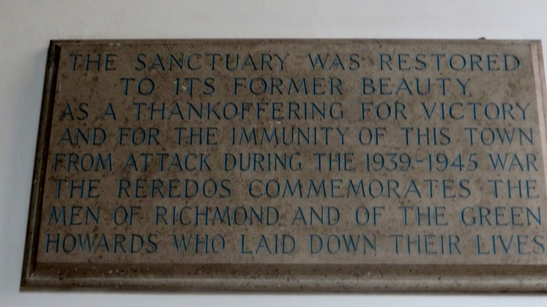 THE SANCTUARY WAS RESTORED
TO ITS FORMER BEAUTY
AS A THANKOFFERING FOR VICTORY
AND FOR THE IMMUNITY OF THIS TOWN
FROM ATTACK DURING THE 1939-1945 WAR
THE REREDOS COMMEMORATES THE
MEN OF RICHMOND AND OF THE GREEN
HOWARDS WHO LAID DOWN THEIR LIVES